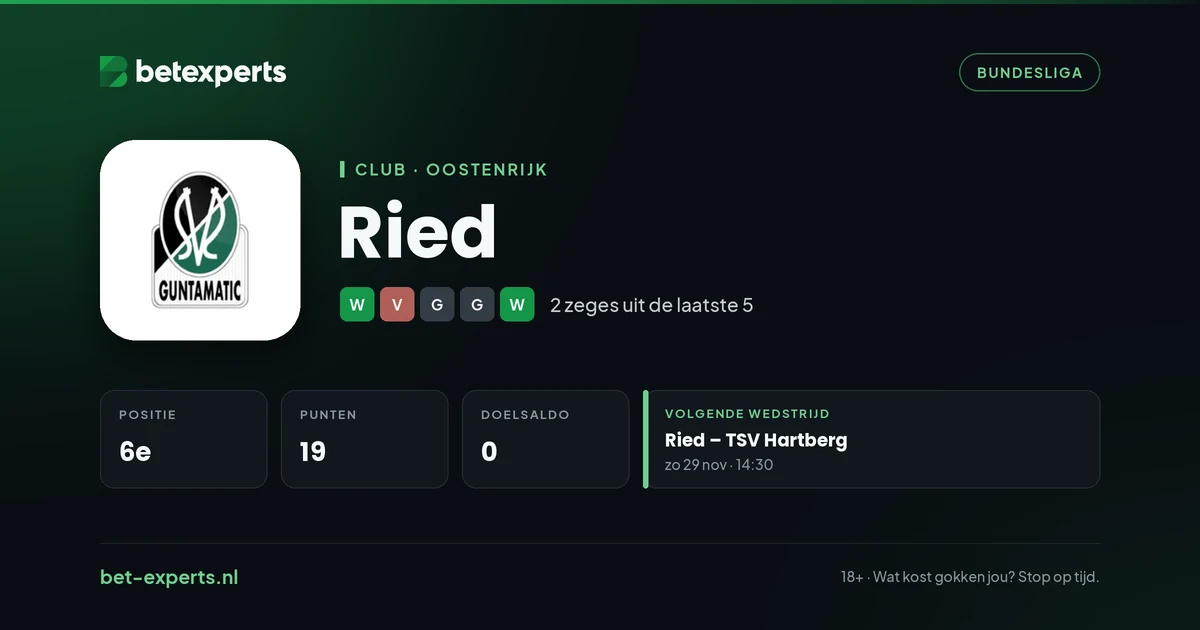 betexperts
BUNDESLIGA
CLUB · OOSTENRIJK
Ried
W V G G W 2 zeges uit de laatste 5
SVR
GUNTAMATIC
POSITIE
6e
PUNTEN
19
DOELSALDO
0
VOLGENDE WEDSTRIJD
Ried – TSV Hartberg
zo 29 nov · 14:30
bet-experts.nl
18+ · Wat kost gokken jou? Stop op tijd.